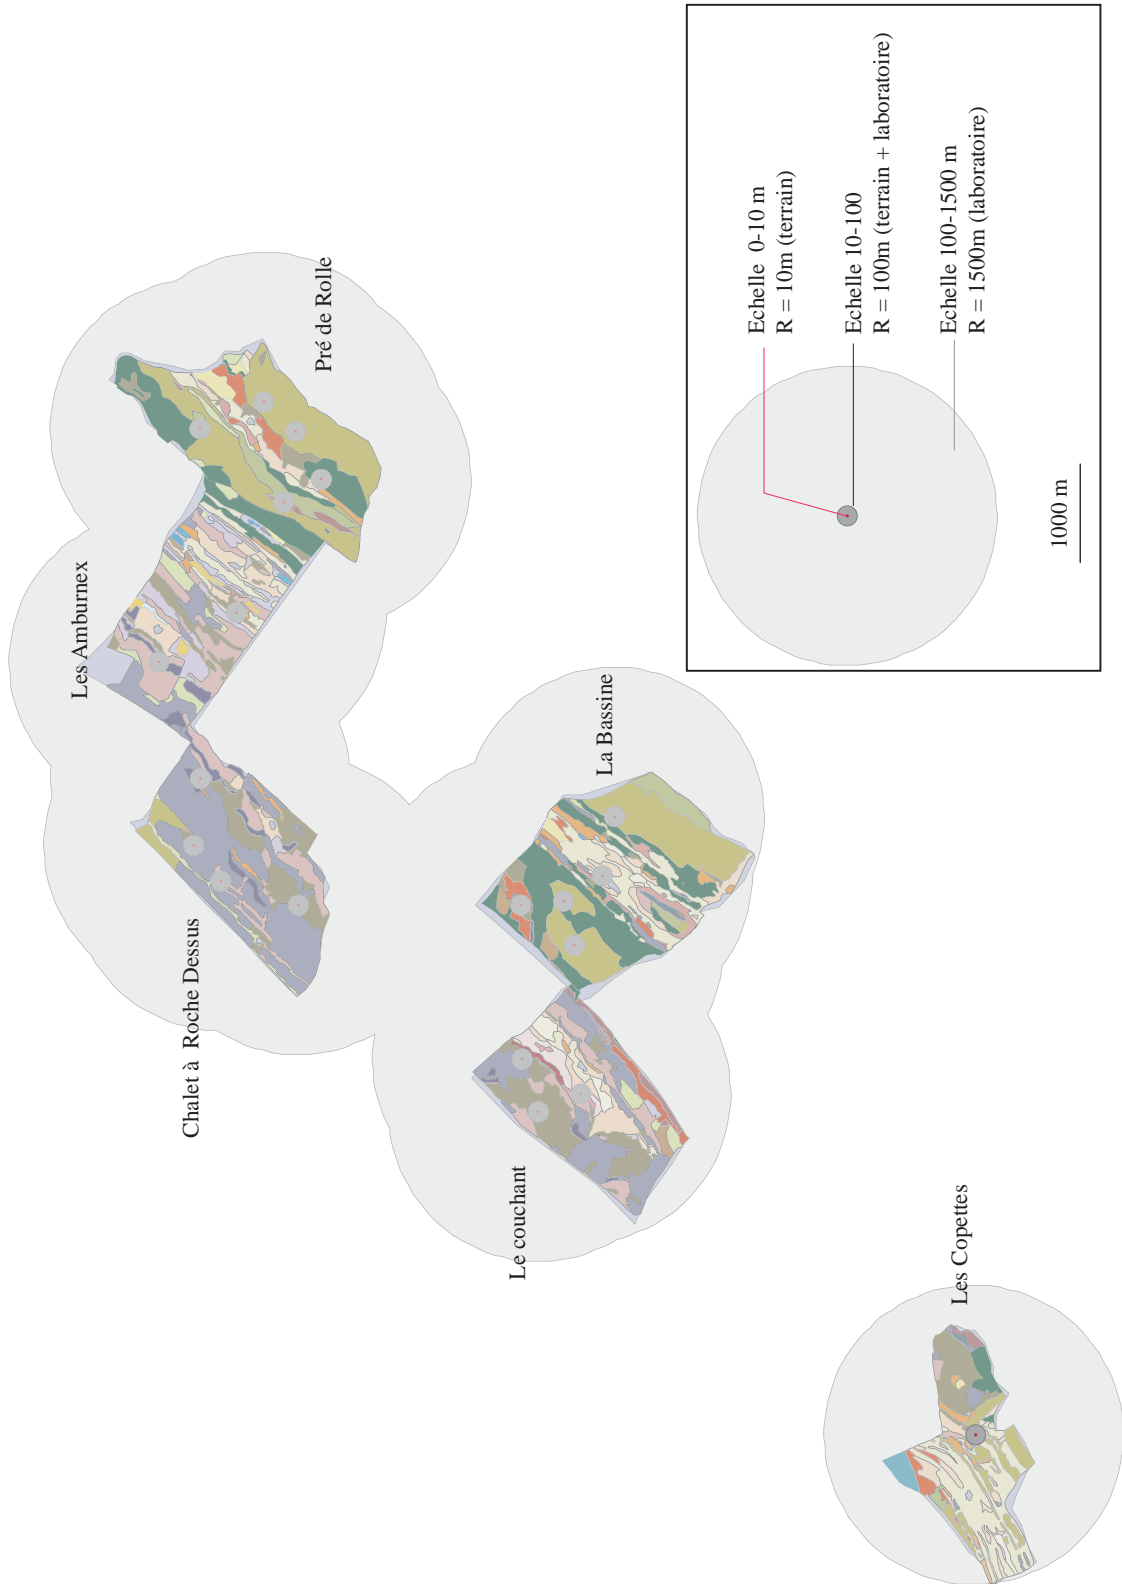 Les Amburnex
Pré de Rolle
Chalet à Roche Dessus
La Bassine
Le couchant
Les Copettes
Echelle 0-10 m
R = 10m (terrain)
Echelle 10-100
R = 100m (terrain + laboratoire)
Echelle 100-1500 m
R = 1500m (laboratoire)
1000 m